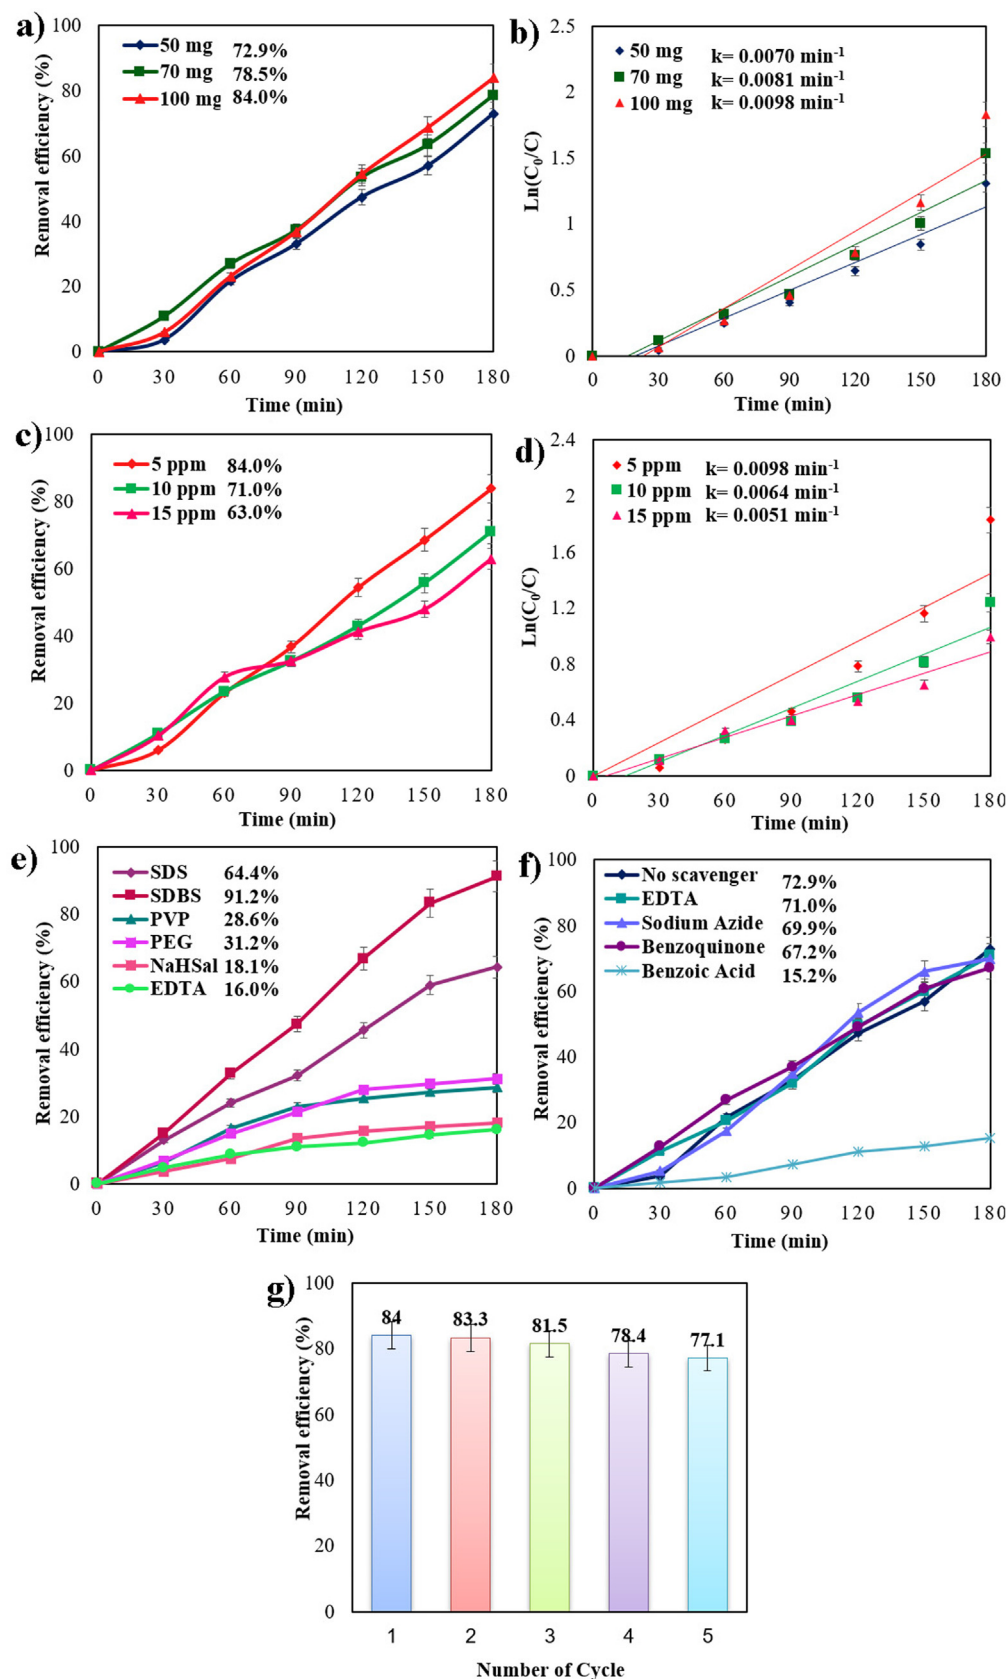 a)
Removal efficiency (%)
100
80
60
40
20
0
50 mg 72.9%
70 mg 78.5%
100 mg 84.0%
0 30 60 90 120 150 180
Time (min)
b)
Ln(C₀/C)
2.5
2
1.5
1
0.5
0
50 mg k= 0.0070 min⁻¹
70 mg k= 0.0081 min⁻¹
100 mg k= 0.0098 min⁻¹
0 30 60 90 120 150 180
Time (min)
c)
Removal efficiency (%)
100
80
60
40
20
0
5 ppm 84.0%
10 ppm 71.0%
15 ppm 63.0%
0 30 60 90 120 150 180
Time (min)
d)
Ln(C₀/C)
2.4
2
1.6
1.2
0.8
0.4
0
5 ppm k= 0.0098 min⁻¹
10 ppm k= 0.0064 min⁻¹
15 ppm k= 0.0051 min⁻¹
0 30 60 90 120 150 180
Time (min)
e)
Removal efficiency (%)
100
80
60
40
20
0
SDS 64.4%
SDBS 91.2%
PVP 28.6%
PEG 31.2%
NaHSal 18.1%
EDTA 16.0%
0 30 60 90 120 150 180
Time (min)
f)
Removal efficiency (%)
100
80
60
40
20
0
No scavenger 72.9%
EDTA 71.0%
Sodium Azide 69.9%
Benzoquinone 67.2%
Benzoic Acid 15.2%
0 30 60 90 120 150 180
Time (min)
g)
Removal efficiency (%)
100
80
60
40
20
0
84 83.3 81.5 78.4 77.1
1 2 3 4 5
Number of Cycle